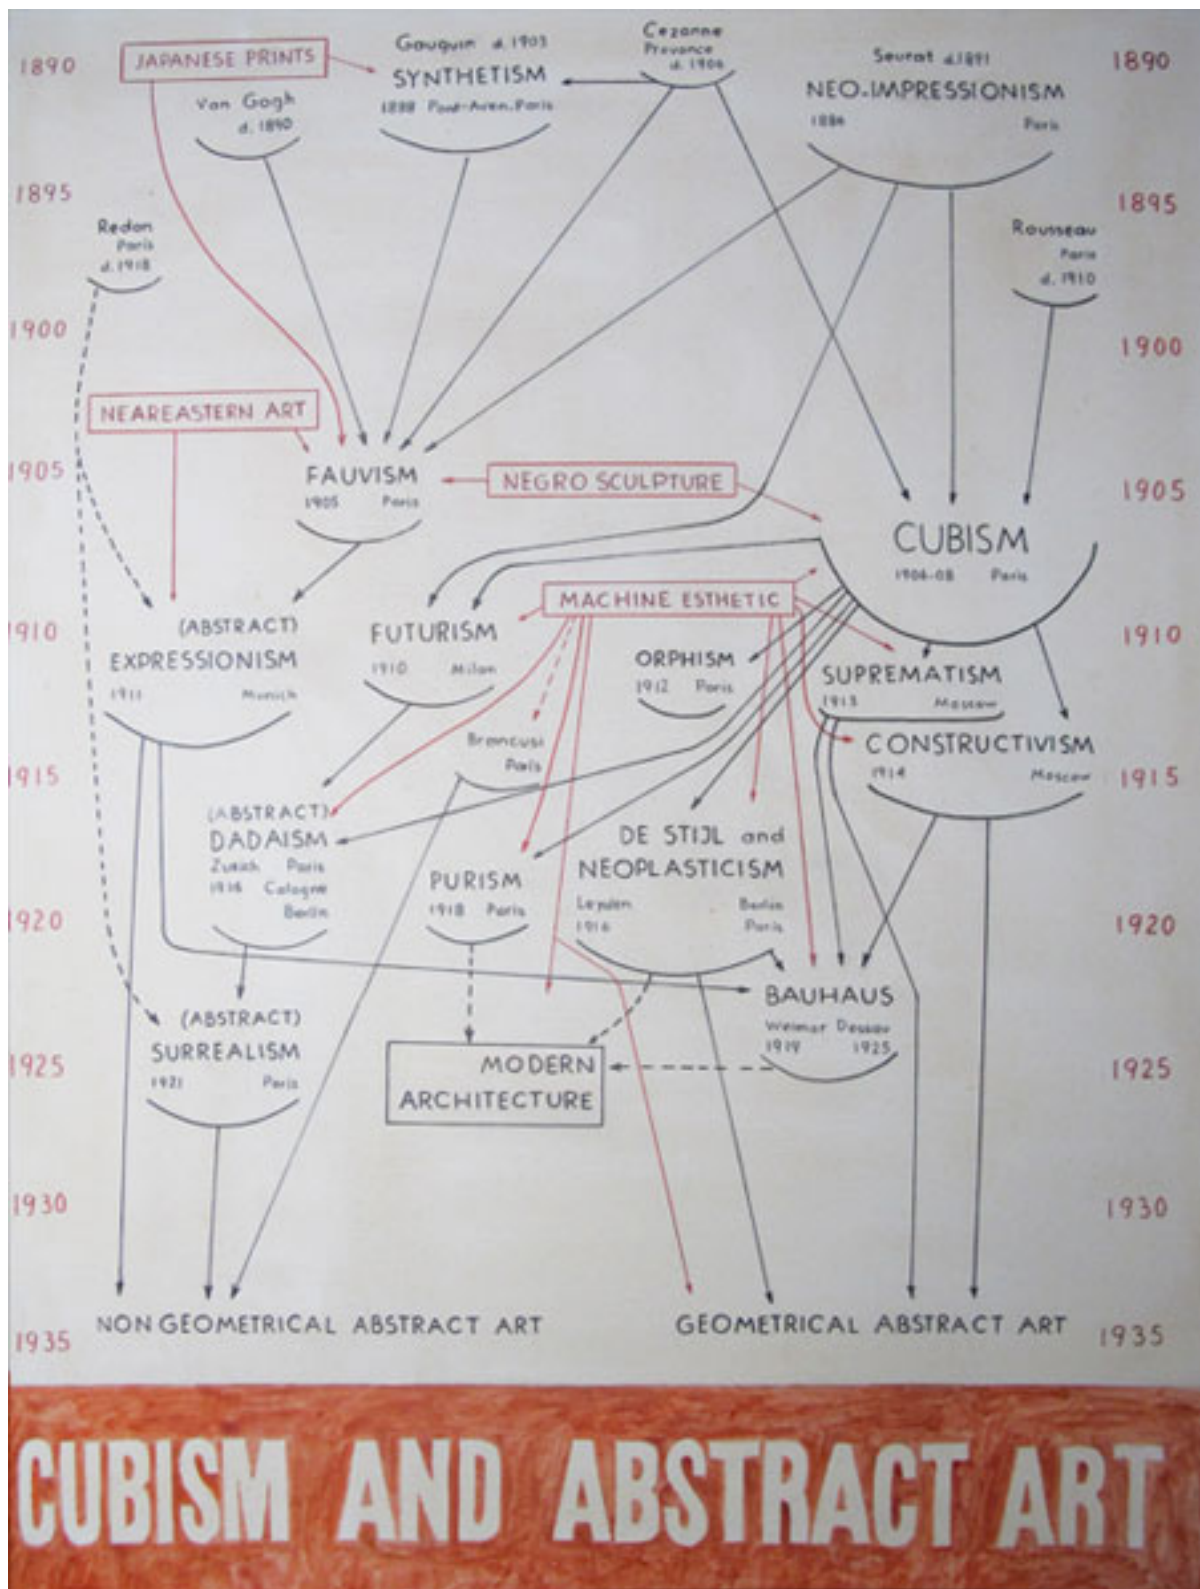 1890
JAPANESE PRINTS
Gauguin d. 1903
SYNTHETISM
1888 Pont-Aven. Paris
Cezanne
Provance
d. 1906
Seurat d.1891
NEO-IMPRESSIONISM
1886 Paris
1890
Van Gogh
d. 1890
1895
1895
Redon
Paris
d. 1918
Rousseau
Paris
d. 1910
1900
1900
NEAREASTERN ART
1905
FAUVISM
1905 Paris
NEGRO SCULPTURE
1905
CUBISM
1906-08 Paris
MACHINE ESTHETIC
1910
(ABSTRACT)
EXPRESSIONISM
1911 Munich
FUTURISM
1910 Milan
ORPHISM
1912 Paris
SUPREMATISM
1913 Moscow
1910
Brancusi
Paris
CONSTRUCTIVISM
1914 Moscow
1915
1915
(ABSTRACT)
DADAISM
Zurich Paris
1916 Cologne
Berlin
PURISM
1918 Paris
DE STIJL and
NEOPLASTICISM
Leyden Berlin
1916 Paris
1920
1920
BAUHAUS
Weimar Dessau
1919 1925
(ABSTRACT)
SURREALISM
1921 Paris
MODERN
ARCHITECTURE
1925
1925
1930
1930
NON GEOMETRICAL ABSTRACT ART
GEOMETRICAL ABSTRACT ART
1935
1935
CUBISM AND ABSTRACT ART